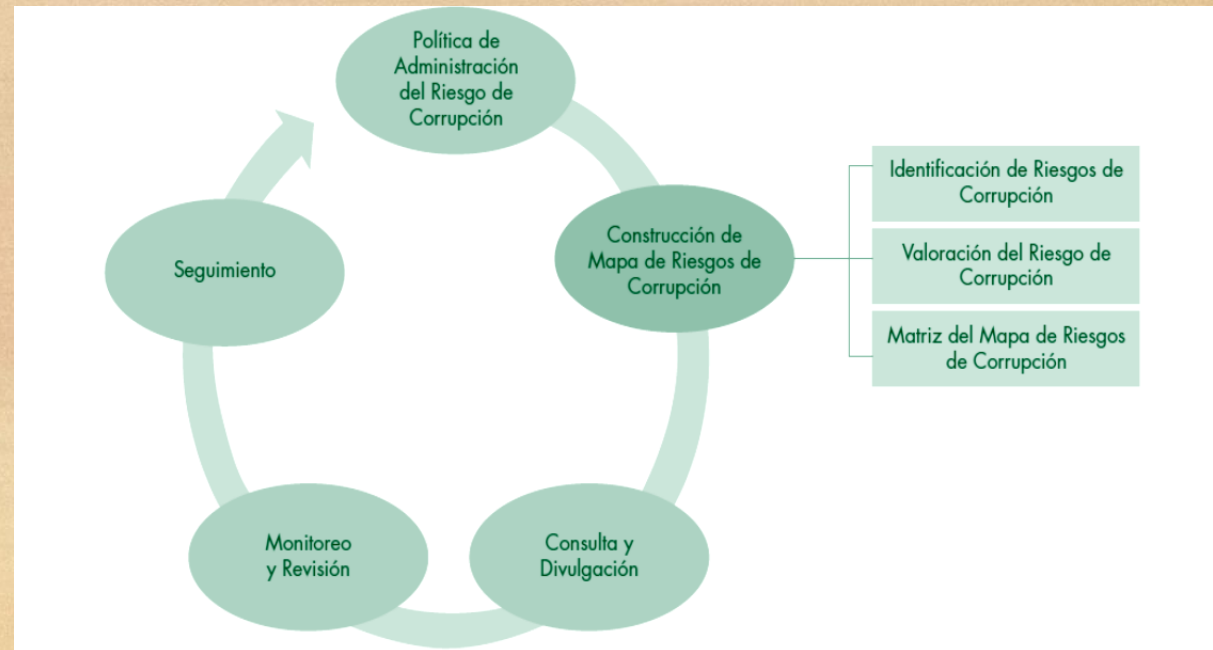 Política de
Administración
del Riesgo de
Corrupción
Construcción de
Mapa de Riesgos de
Corrupción
Identificación de Riesgos de
Corrupción
Valoración del Riesgo de
Corrupción
Matriz del Mapa de Riesgos
de Corrupción
Consulta y
Divulgación
Monitoreo
y Revisión
Seguimiento